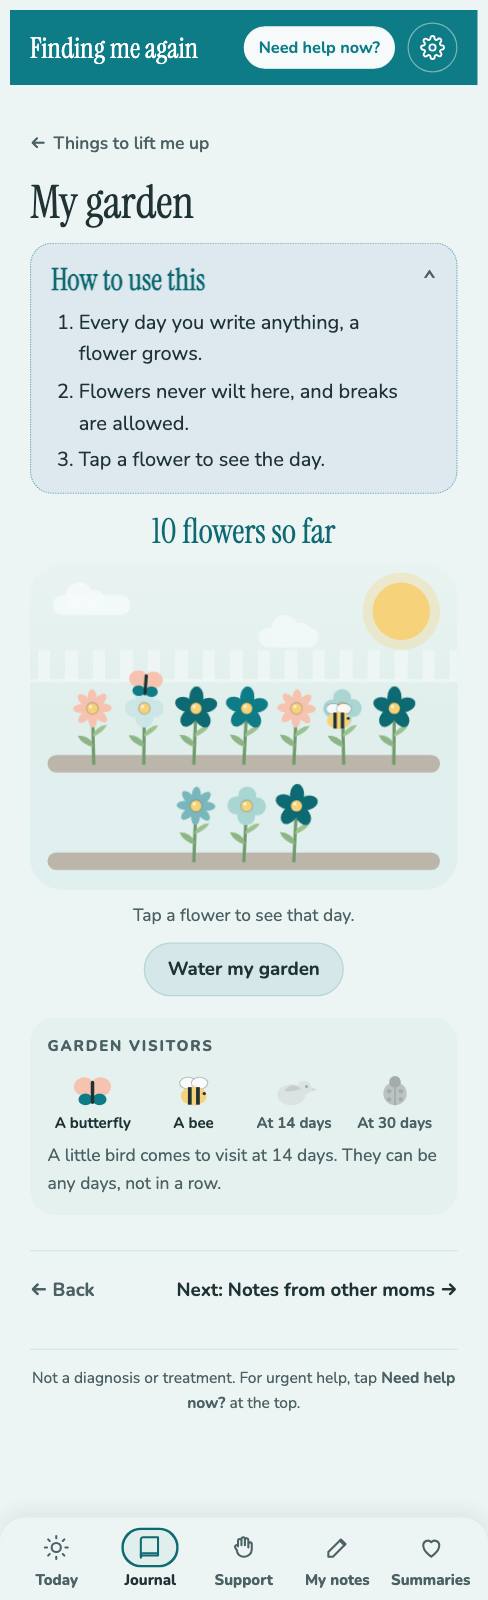 Finding me again
Need help now?
← Things to lift me up
My garden
How to use this
1. Every day you write anything, a
flower grows.
2. Flowers never wilt here, and breaks
are allowed.
3. Tap a flower to see the day.
10 flowers so far
Tap a flower to see that day.
Water my garden
GARDEN VISITORS
A butterfly
A bee
At 14 days
At 30 days
A little bird comes to visit at 14 days. They can be
any days, not in a row.
← Back
Next: Notes from other moms →
Not a diagnosis or treatment. For urgent help, tap Need help
now? at the top.
Today
Journal
Support
My notes
Summaries